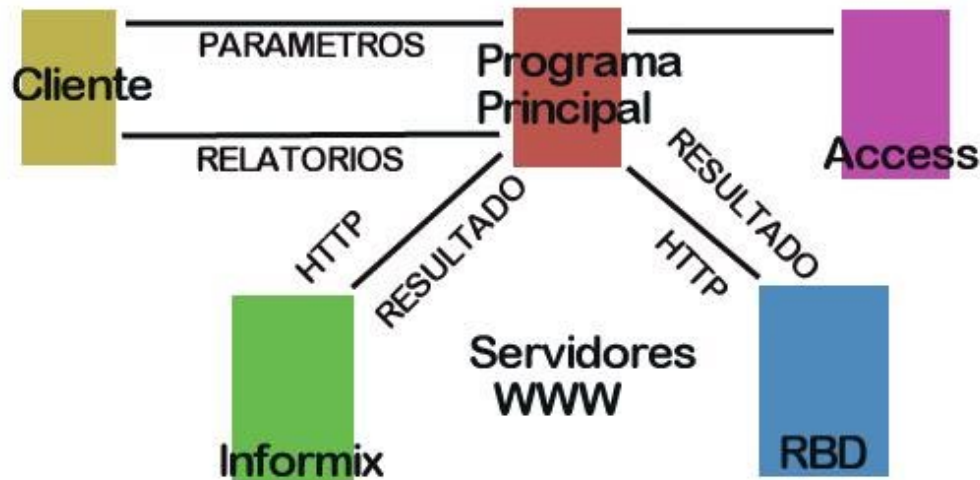 PARAMETROS
Cliente
Programa
Principal
RELATORIOS
Access
HTTP
RESULTADO
RESULTADO
HTTP
Servidores
WWW
Informix
RBD